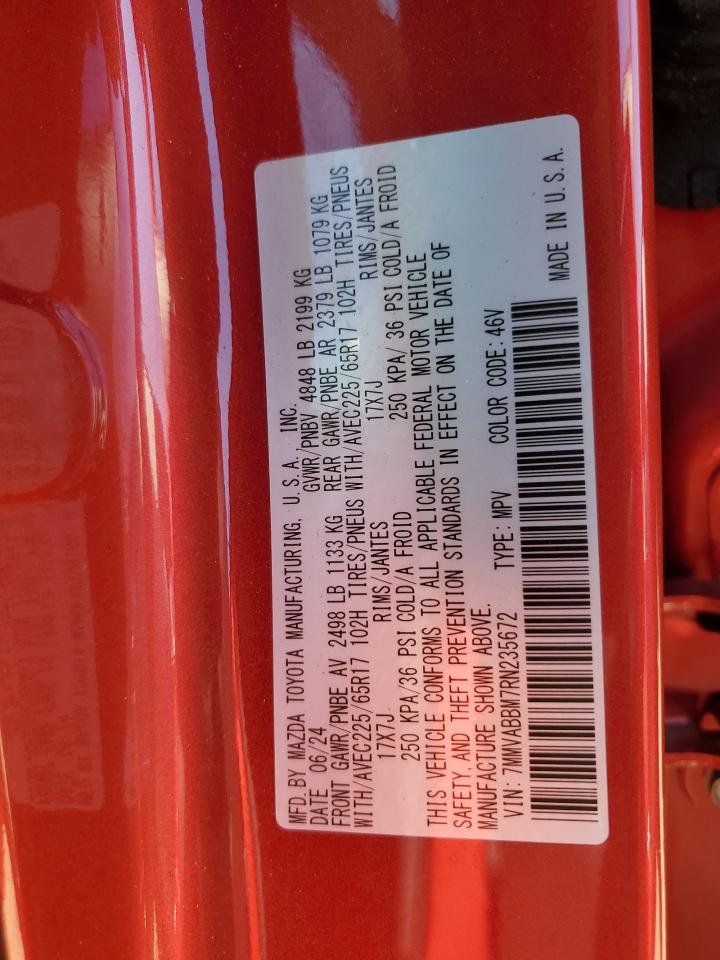 MFD. BY MAZDA TOYOTA MANUFACTURING, U.S.A. INC.
DATE 06/24 GVWR/PNBV 4848 LB 2199 KG
FRONT GAWR/PNBE AV 2498 LB 1133 KG REAR GAWR/PNBE AR 2379 LB 1079 KG
WITH/AVEC225/65R17 102H TIRES/PNEUS WITH/AVEC225/65R17 102H TIRES/PNEUS
17X7J RIMS/JANTES 17X7J RIMS/JANTES
250 KPA/36 PSI COLD/A FROID 250 KPA/ 36 PSI COLD/A FROID
THIS VEHICLE CONFORMS TO ALL APPLICABLE FEDERAL MOTOR VEHICLE
SAFETY AND THEFT PREVENTION STANDARDS IN EFFECT ON THE DATE OF
MANUFACTURE SHOWN ABOVE.
VIN: 7MMVABBM7RN235672 TYPE: MPV COLOR CODE: 46V
MADE IN U.S.A.